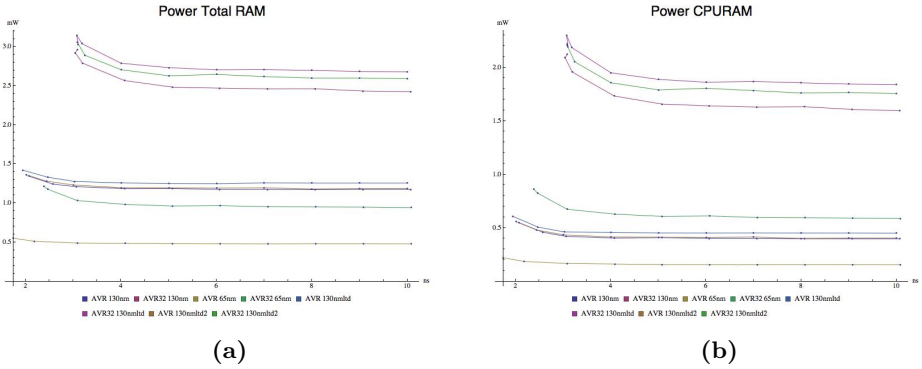 Power Total RAM
mW
3.0
2.5
2.0
1.5
1.0
0.5
2 4 6 8 10 ns
AVR 130nm AVR32 130nm AVR 65nm AVR32 65nm AVR 130nmltd
AVR32 130nmltd AVR 130nmltd2 AVR32 130nmltd2
(a)
Power CPURAM
mW
2.0
1.5
1.0
0.5
2 4 6 8 10 ns
AVR 130nm AVR32 130nm AVR 65nm AVR32 65nm AVR 130nmltd
AVR32 130nmltd AVR 130nmltd2 AVR32 130nmltd2
(b)